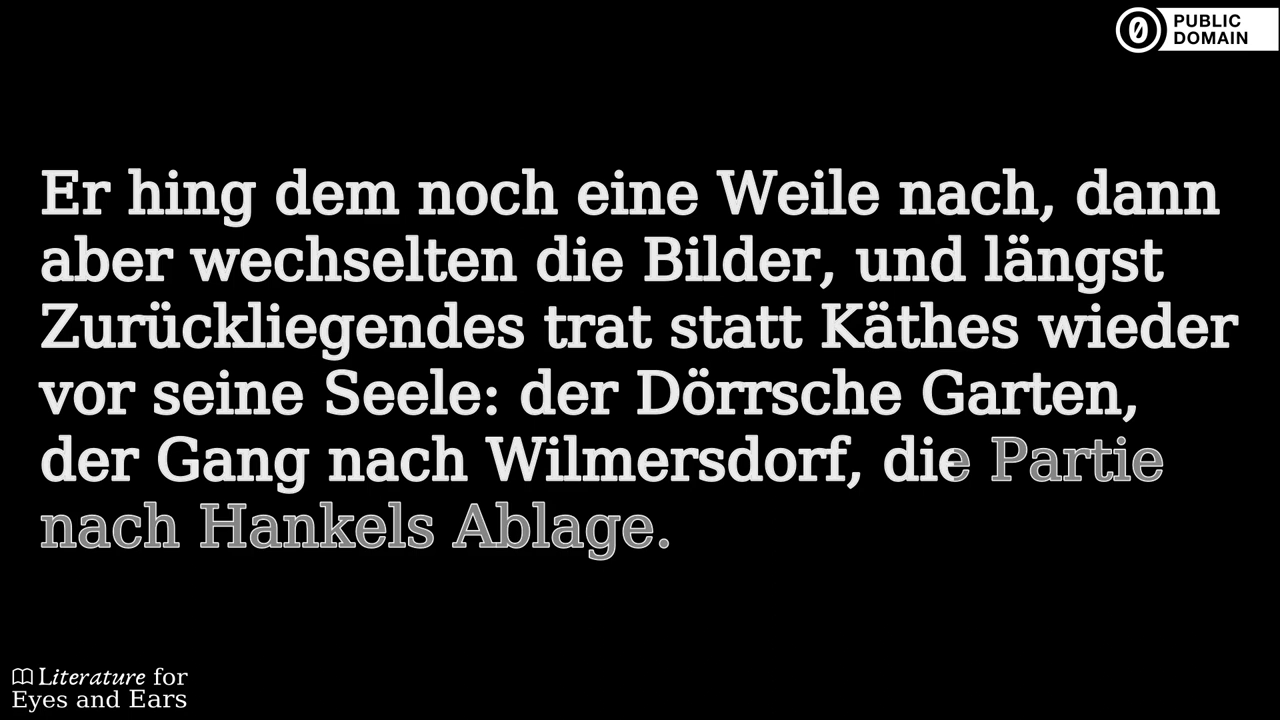 PUBLIC
DOMAIN
Er hing dem noch eine Weile nach, dann
aber wechselten die Bilder, und längst
Zurückliegendes trat statt Käthes wieder
vor seine Seele: der Dörrsche Garten,
der Gang nach Wilmersdorf, die Partie
nach Hankels Ablage.
Literature for
Eyes and Ears